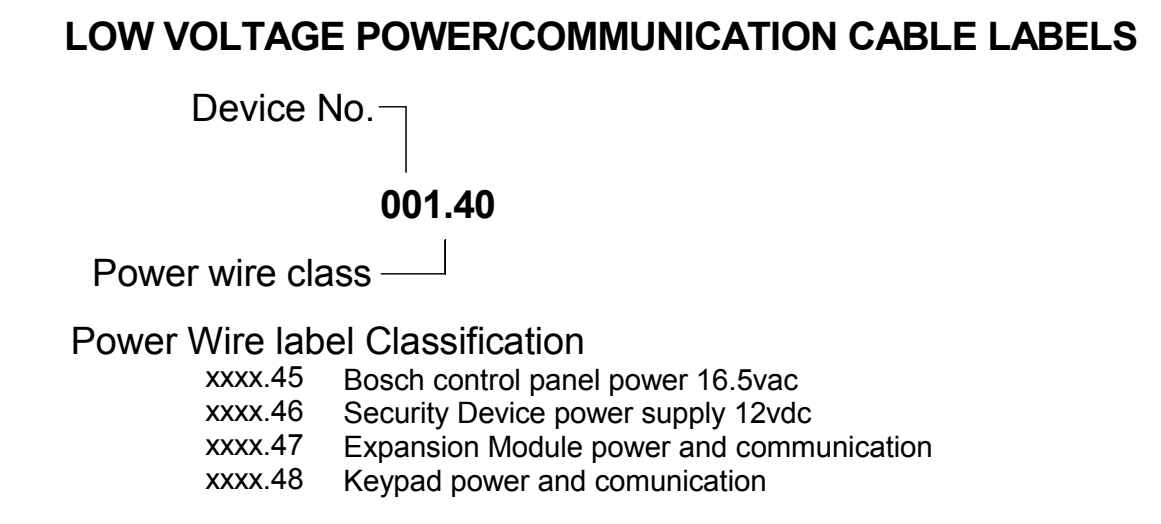 LOW VOLTAGE POWER/COMMUNICATION CABLE LABELS
Device No.
001.40
Power wire class
Power Wire label Classification
xxxx.45 Bosch control panel power 16.5vac
xxxx.46 Security Device power supply 12vdc
xxxx.47 Expansion Module power and communication
xxxx.48 Keypad power and comunication